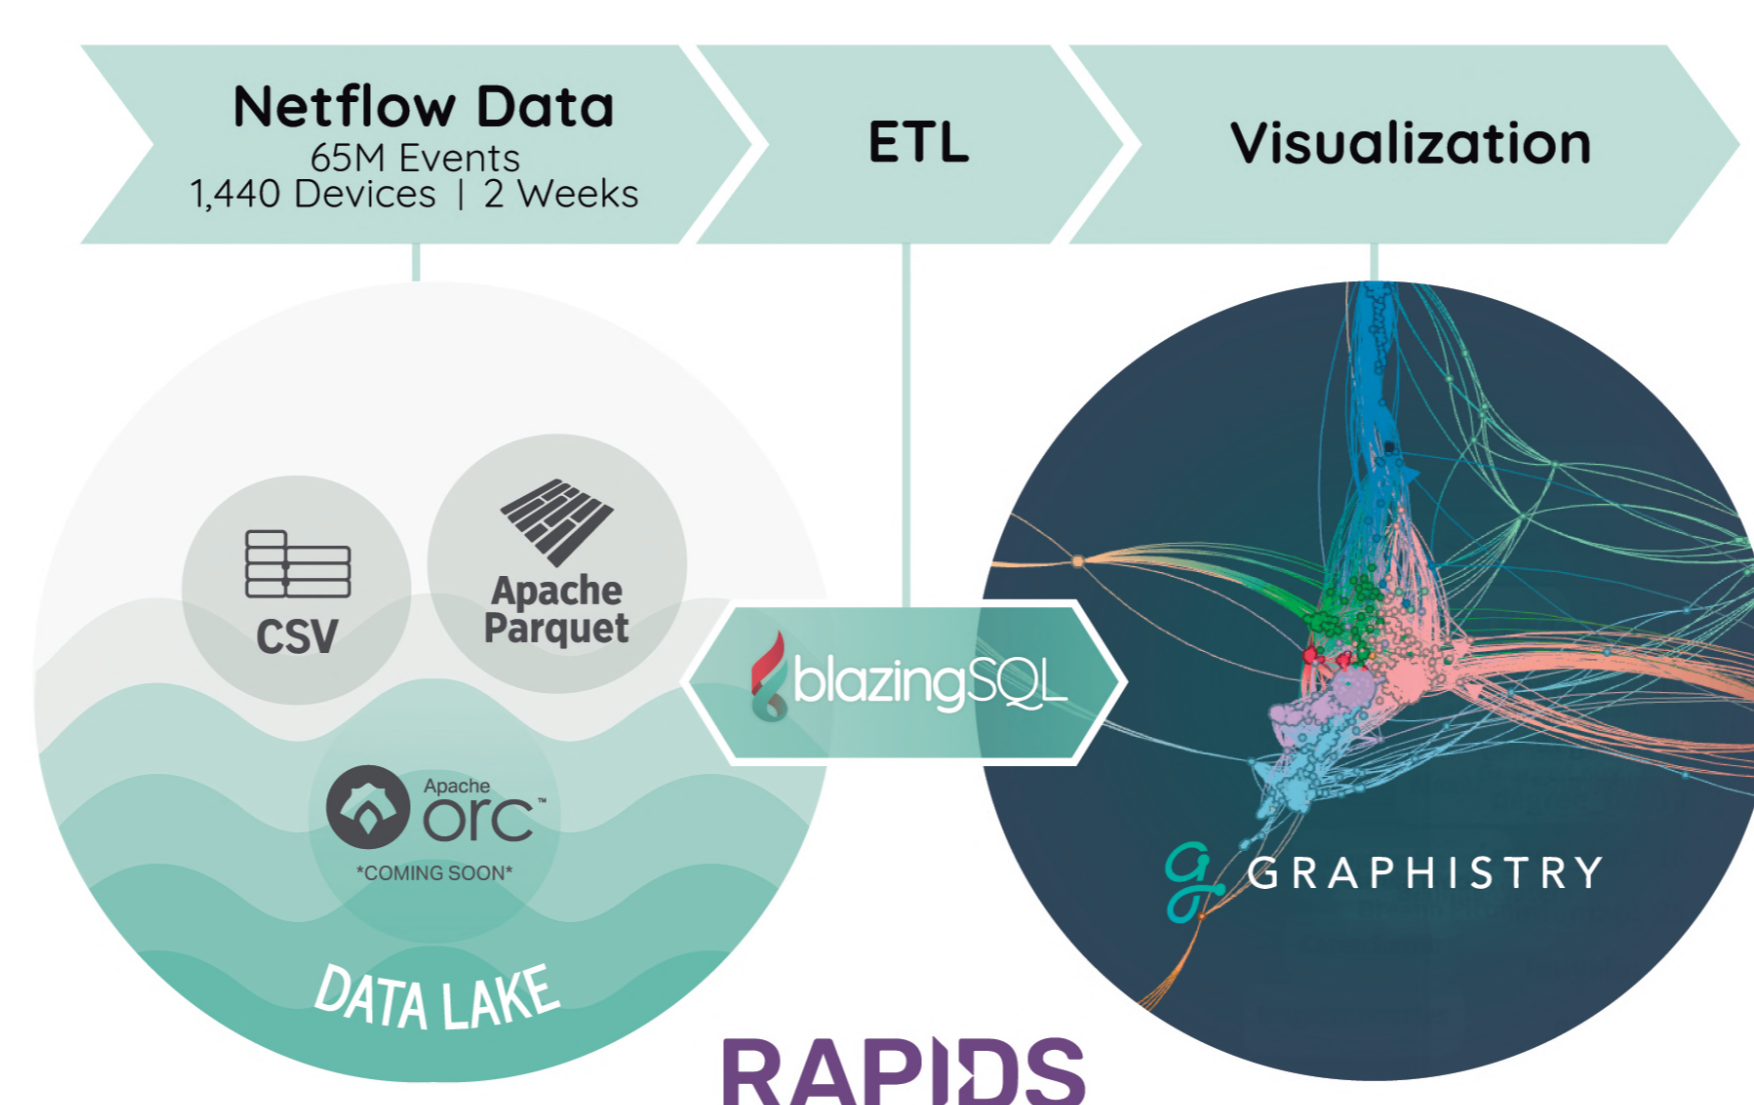 Netflow Data
65M Events
1,440 Devices | 2 Weeks
ETL
Visualization
CSV
Apache
Parquet
blazingSQL
Apache
orc™
*COMING SOON*
GRAPHISTRY
DATA LAKE
RAPIDS